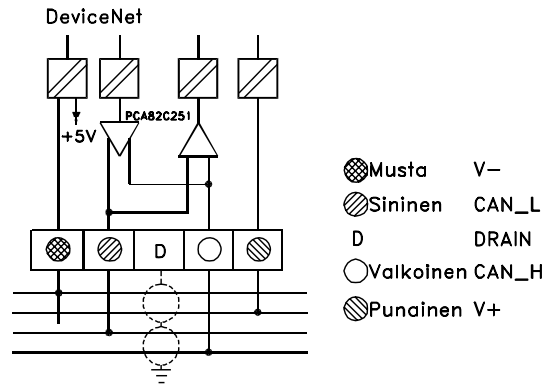 DeviceNet
PCA82C251
+5V
Musta V-
Sininen CAN_L
D DRAIN
D
Valkoinen CAN_H
Punainen V+